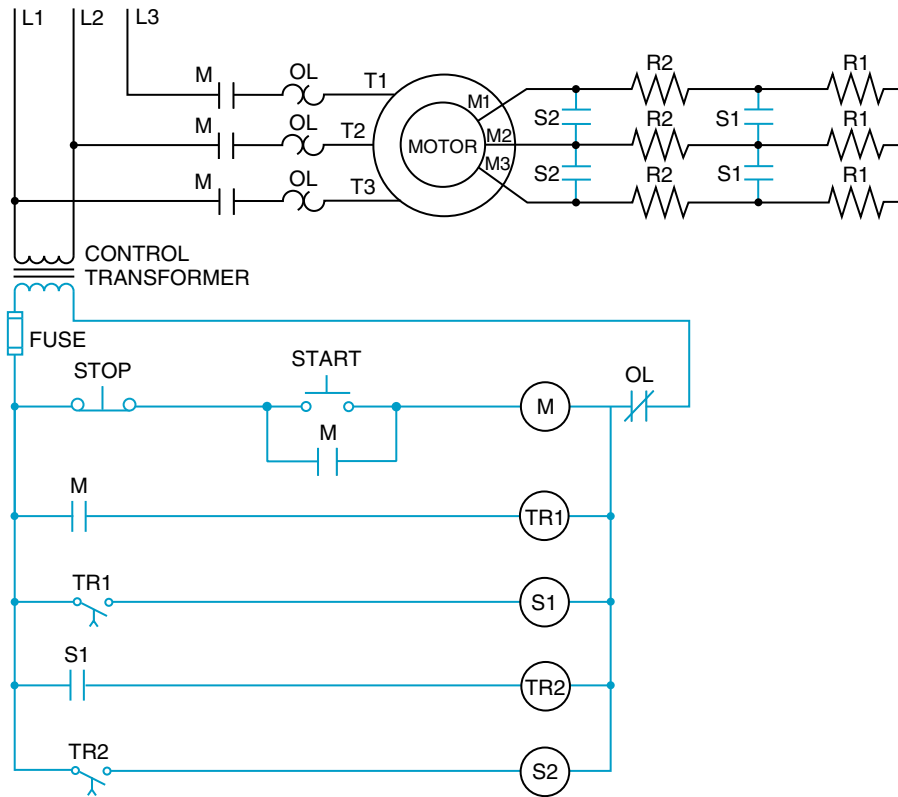 L1 L2 L3
M OL T1 M1 R2 R1
S2 S1
M OL T2 MOTOR M2 R2 R1
M3
S2 S1
M OL T3 R2 R1
CONTROL
TRANSFORMER
FUSE
STOP START OL
M
M
M
TR1
TR1
S1
S1
TR2
TR2
S2